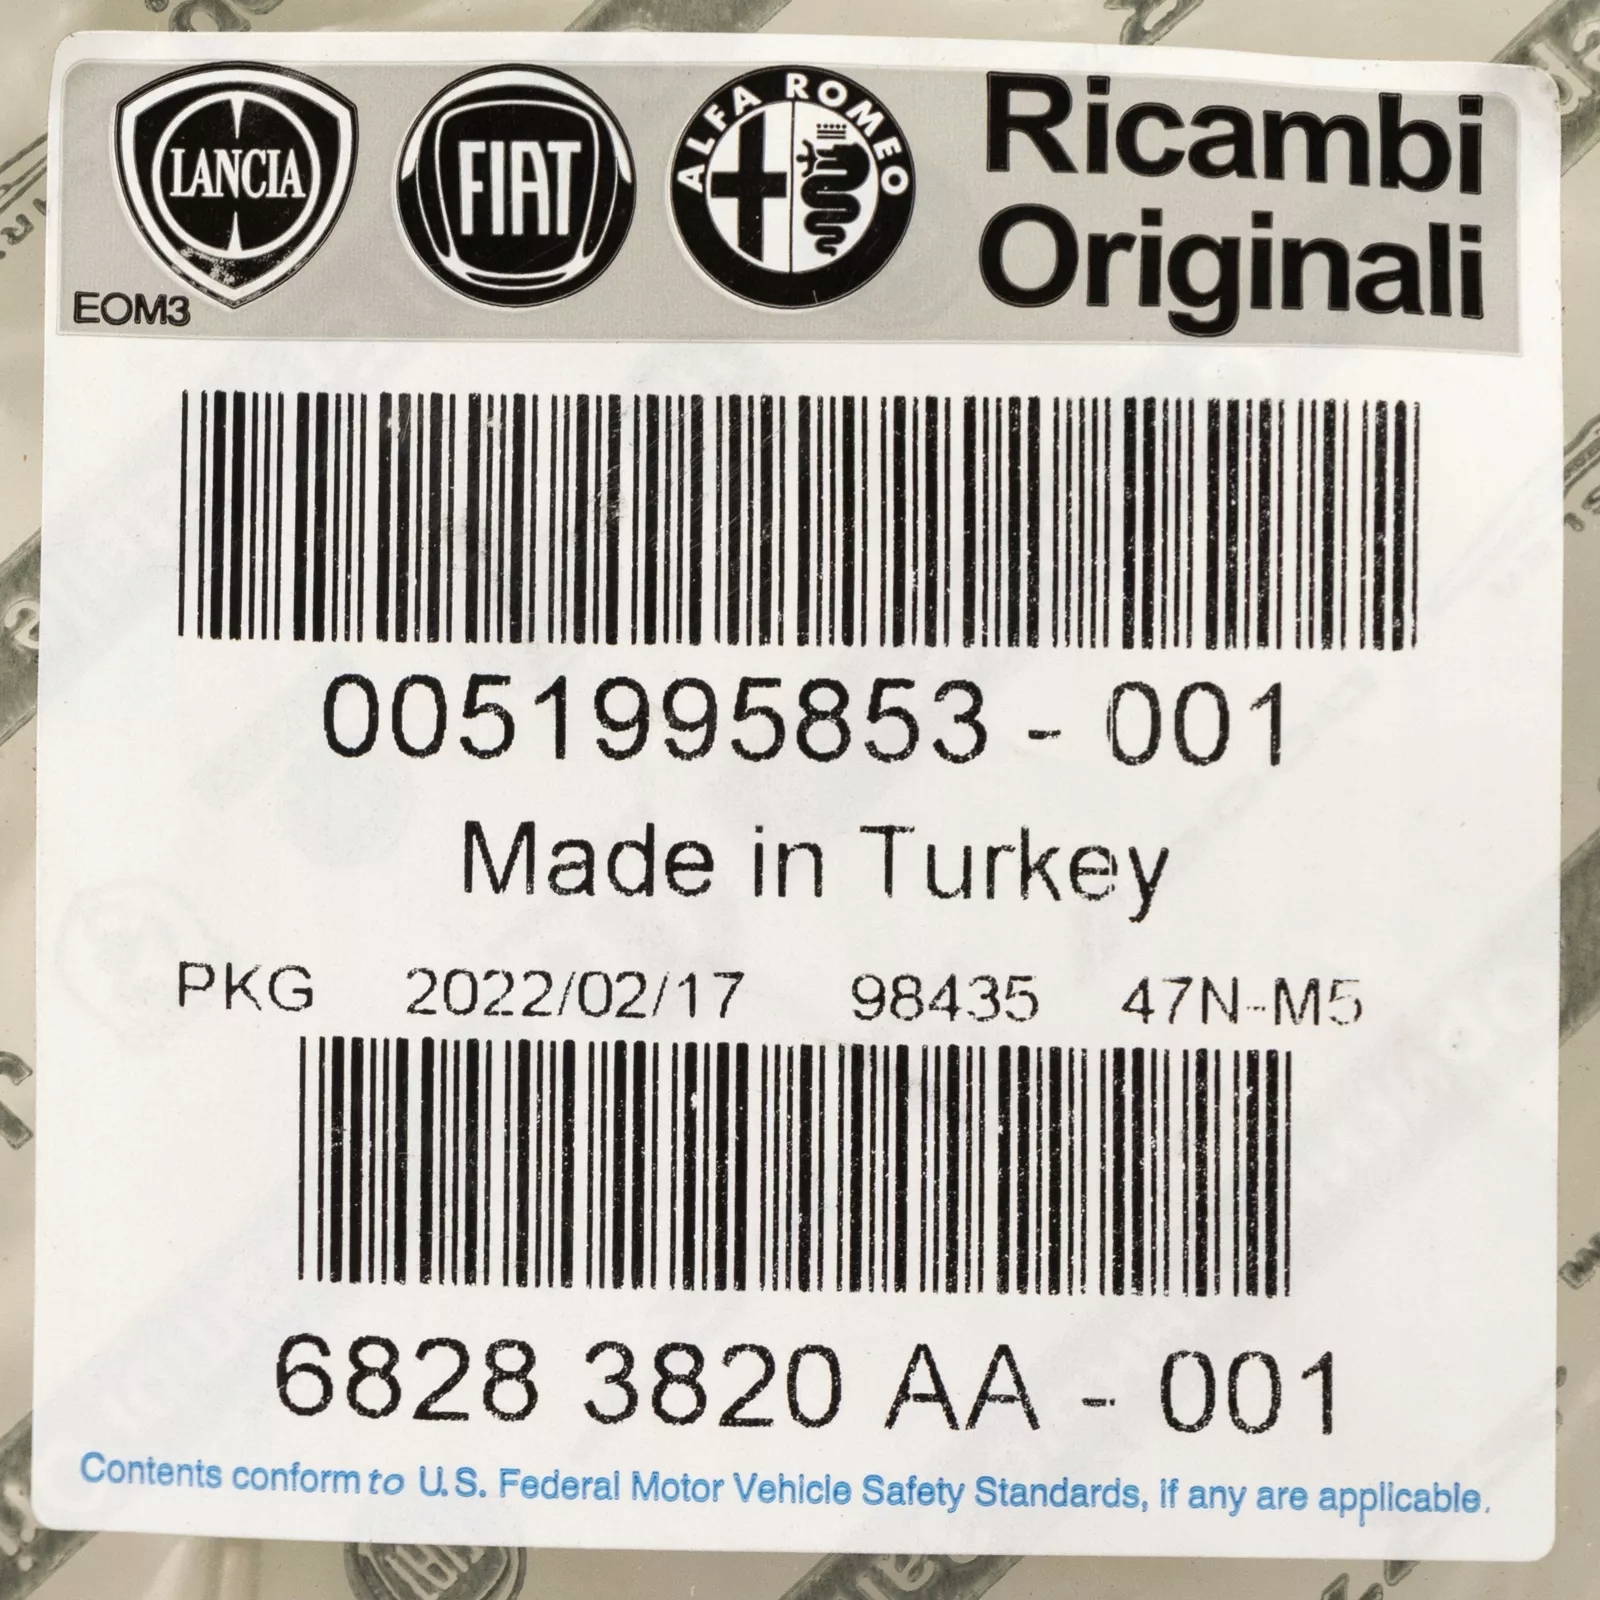 LANCIA
FIAT
ALFA ROMEO
Ricambi
Originali
EOM3
0051995853 - 001
Made in Turkey
PKG 2022/02/17 98435 47N-M5
6828 3820 AA - 001
Contents conform to U.S. Federal Motor Vehicle Safety Standards, if any are applicable.